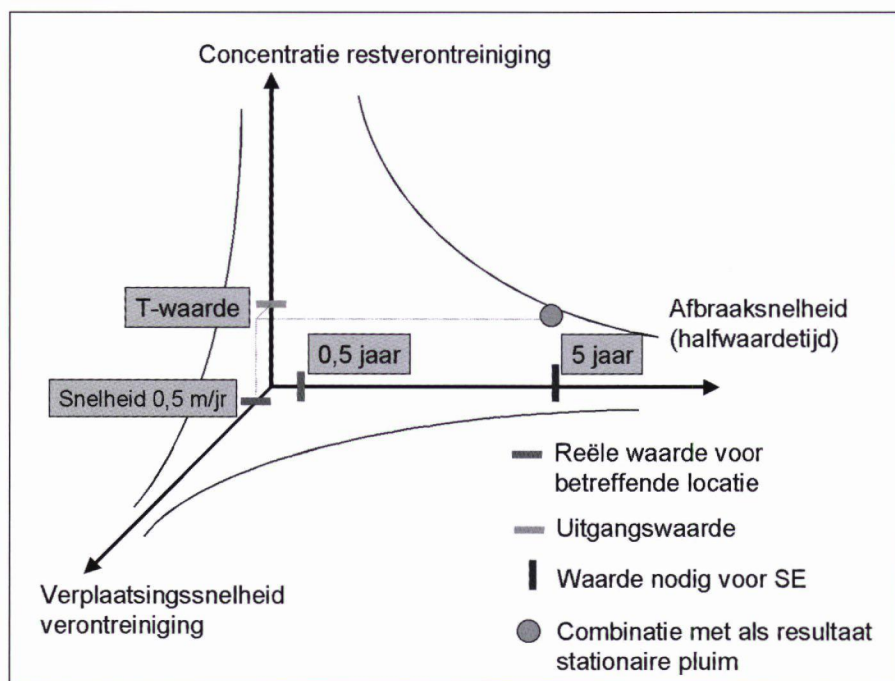 Concentratie restverontreiniging
T-waarde
Afbraaksnelheid
(halfwaardetijd)
0,5 jaar
5 jaar
Snelheid 0,5 m/jr
Reële waarde voor
betreffende locatie
Uitgangswaarde
Waarde nodig voor SE
Verplaatsingssnelheid
verontreiniging
Combinatie met als resultaat
stationaire pluim